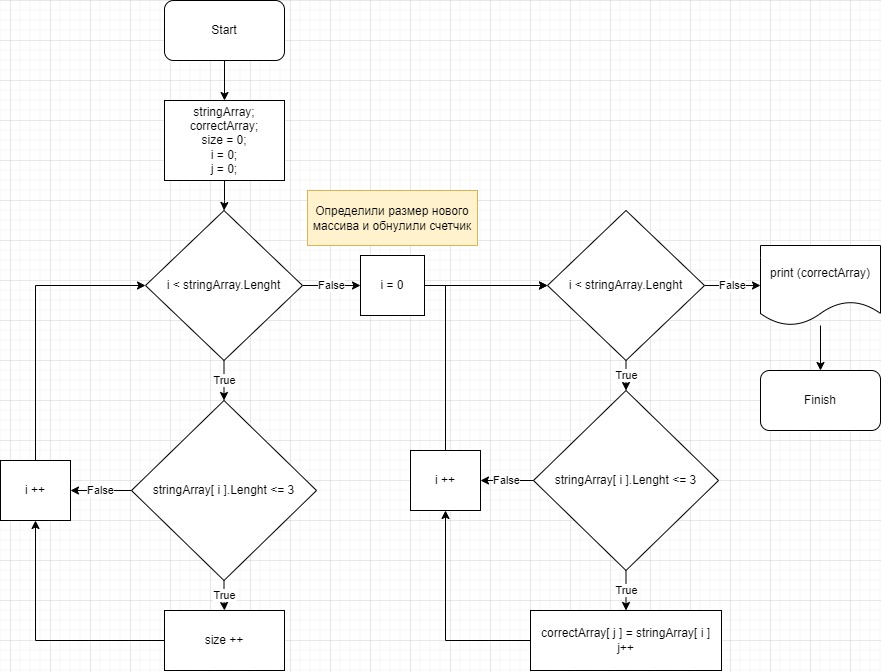 Start
stringArray;
correctArray;
size = 0;
i = 0;
j = 0;
Определили размер нового
массива и обнулили счетчик
i < stringArray.Lenght
False
i = 0
True
stringArray[ i ].Lenght <= 3
False
i ++
True
size ++
i < stringArray.Lenght
False
print (correctArray)
Finish
True
stringArray[ i ].Lenght <= 3
False
i ++
True
correctArray[ j ] = stringArray[ i ]
j++